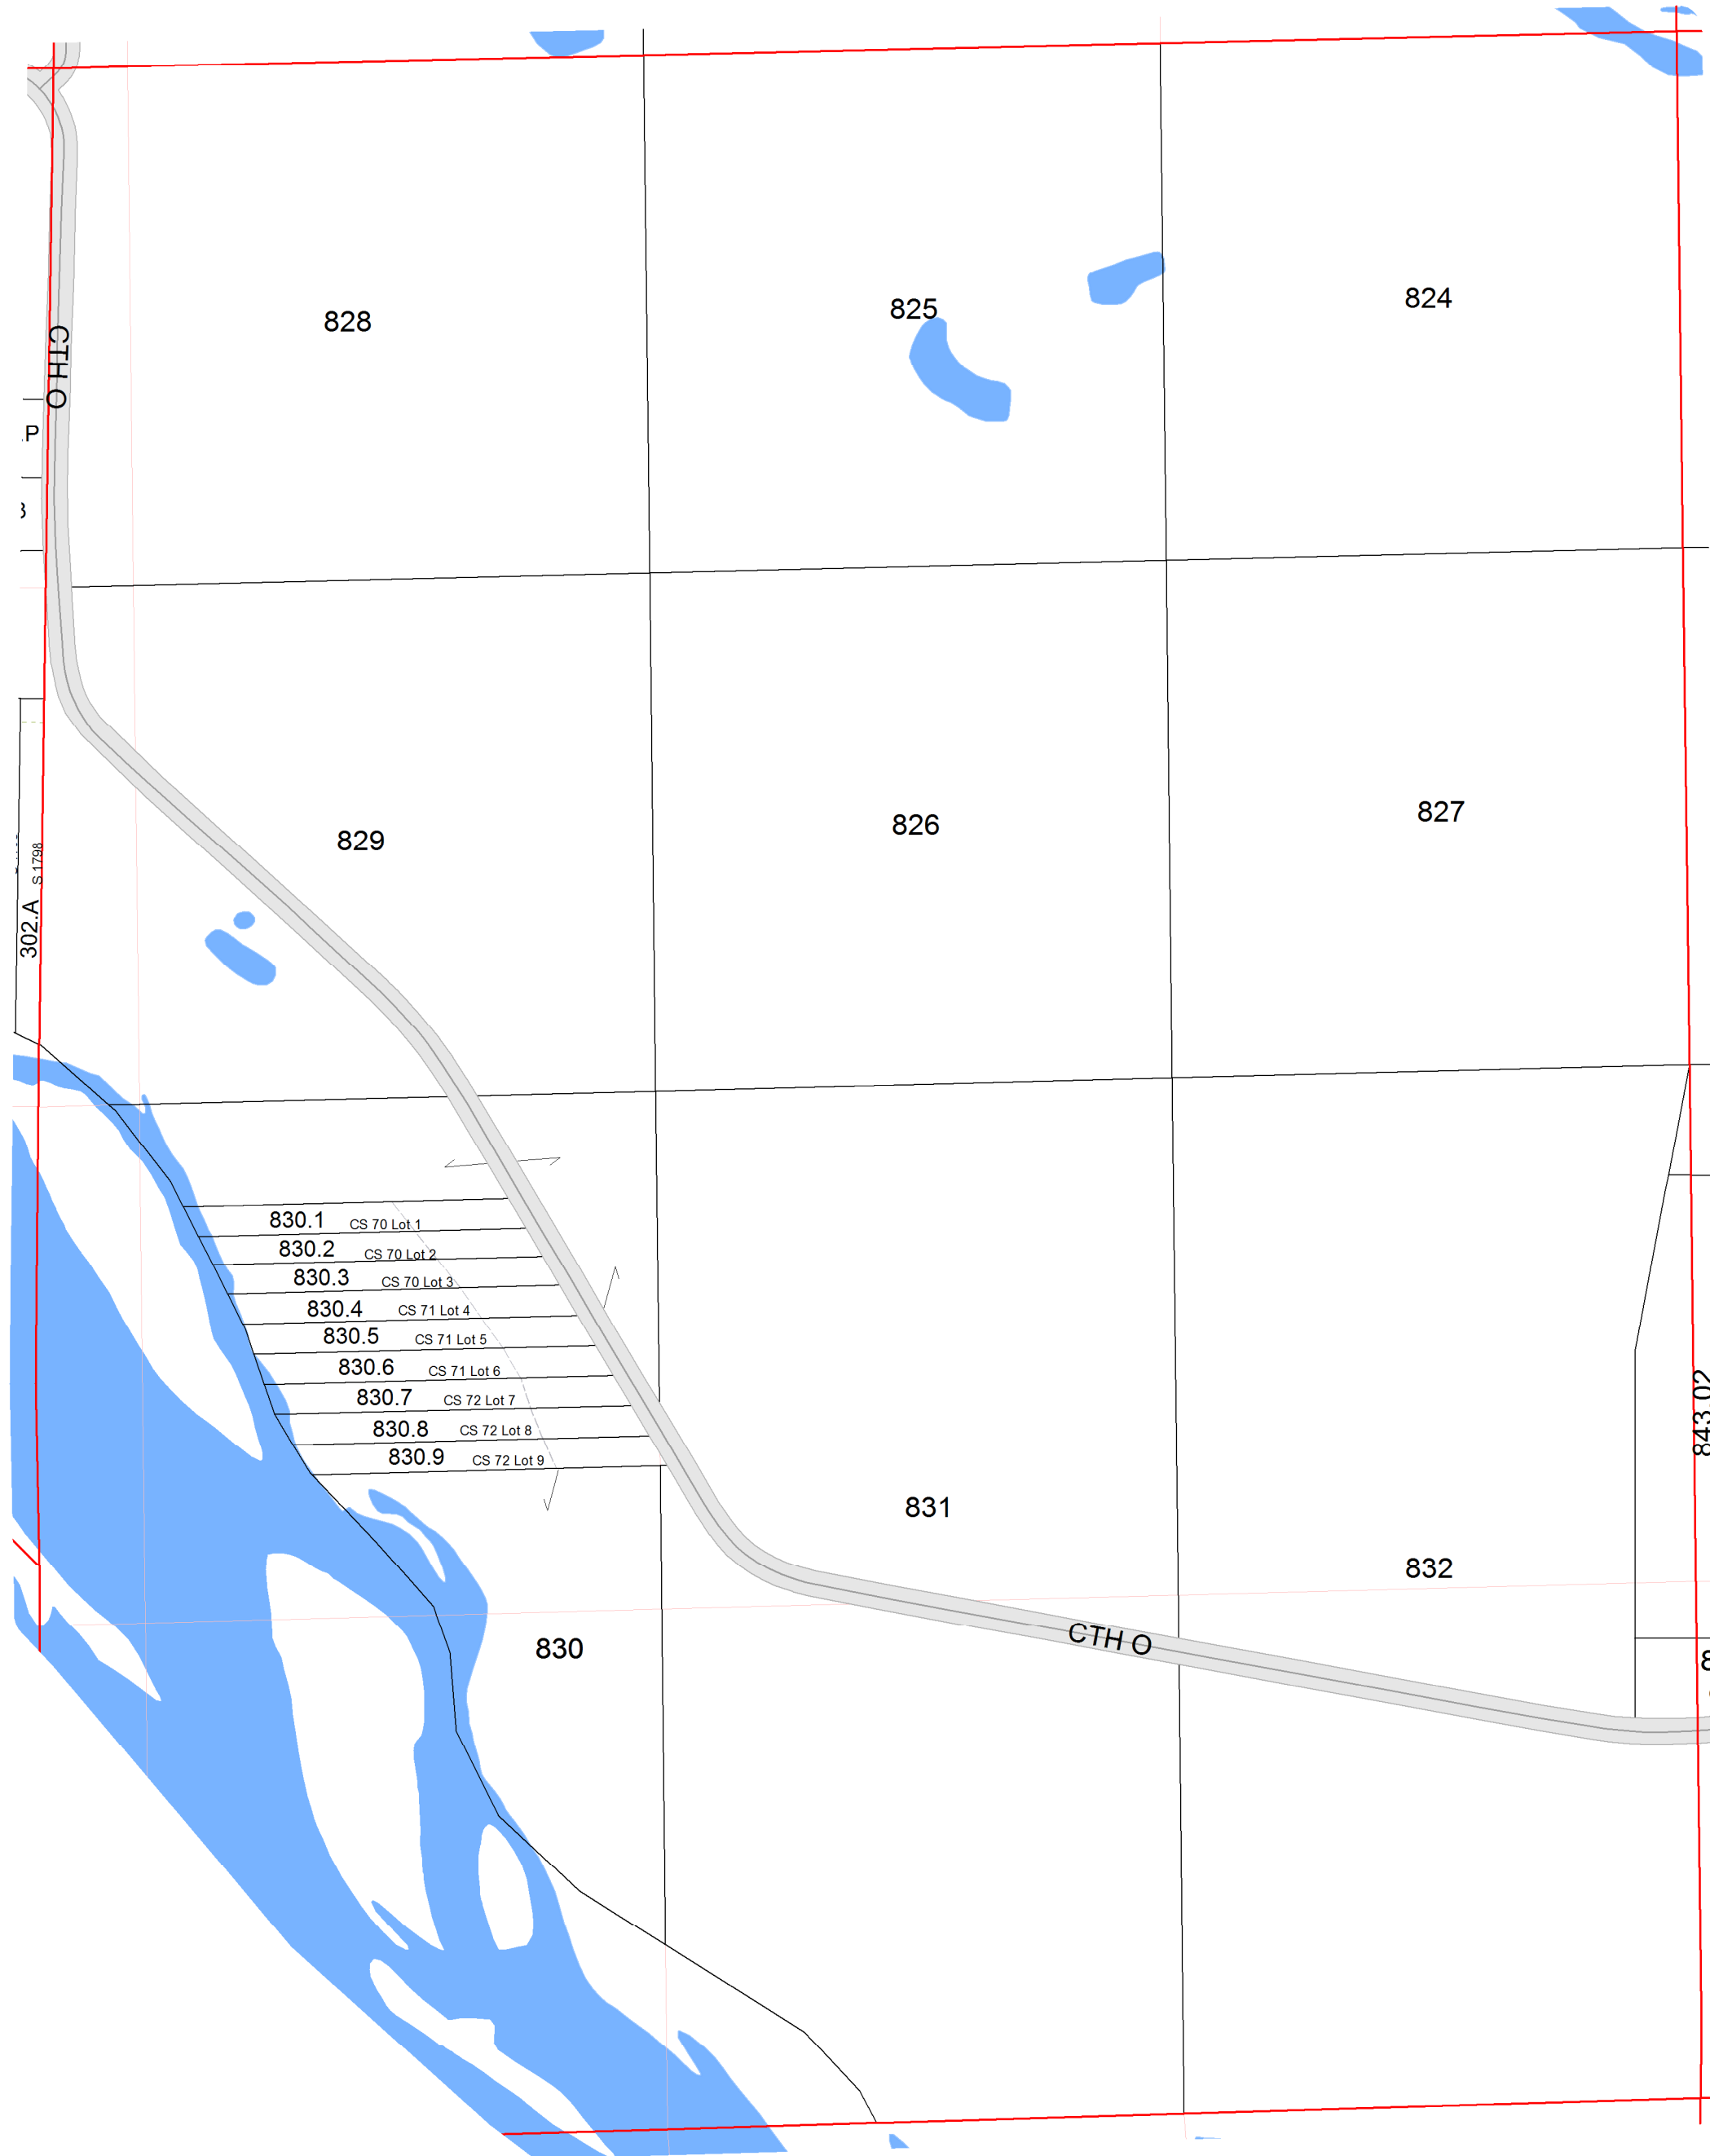 828
825
824
CTH O
.P
829
826
827
S 1798
302.A
830.1 CS 70 Lot 1
830.2 CS 70 Lot 2
830.3 CS 70 Lot 3
830.4 CS 71 Lot 4
830.5 CS 71 Lot 5
830.6 CS 71 Lot 6
830.7 CS 72 Lot 7
830.8 CS 72 Lot 8
830.9 CS 72 Lot 9
843.02
831
832
830
CTH O
8